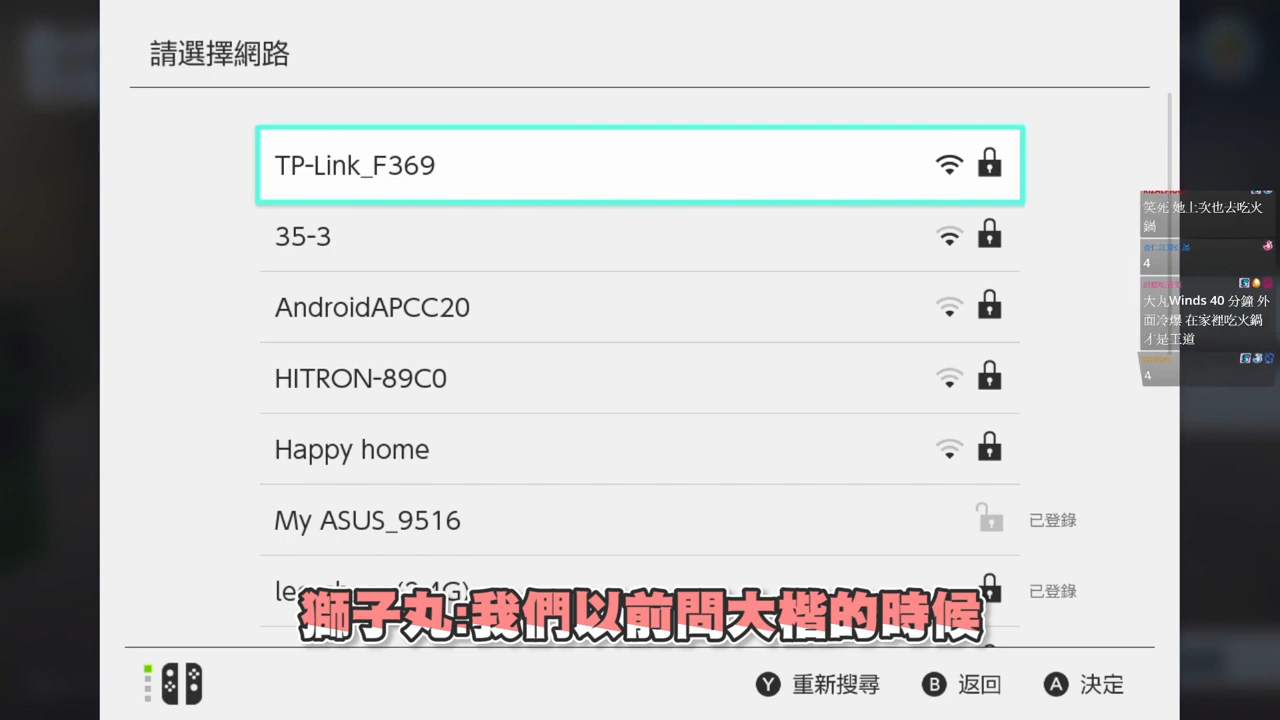 請選擇網路
TP-Link_F369
35-3
AndroidAPCC20
HITRON-89C0
Happy home
My ASUS_9516
已登錄
已登錄
獅子丸:我們以前問大楷的時候
Y 重新搜尋
B 返回
A 決定
笑死 她上次也去吃火
鍋
4
大丸Winds 40 分鐘 外
面冷爆 在家裡吃火鍋
才是王道
4